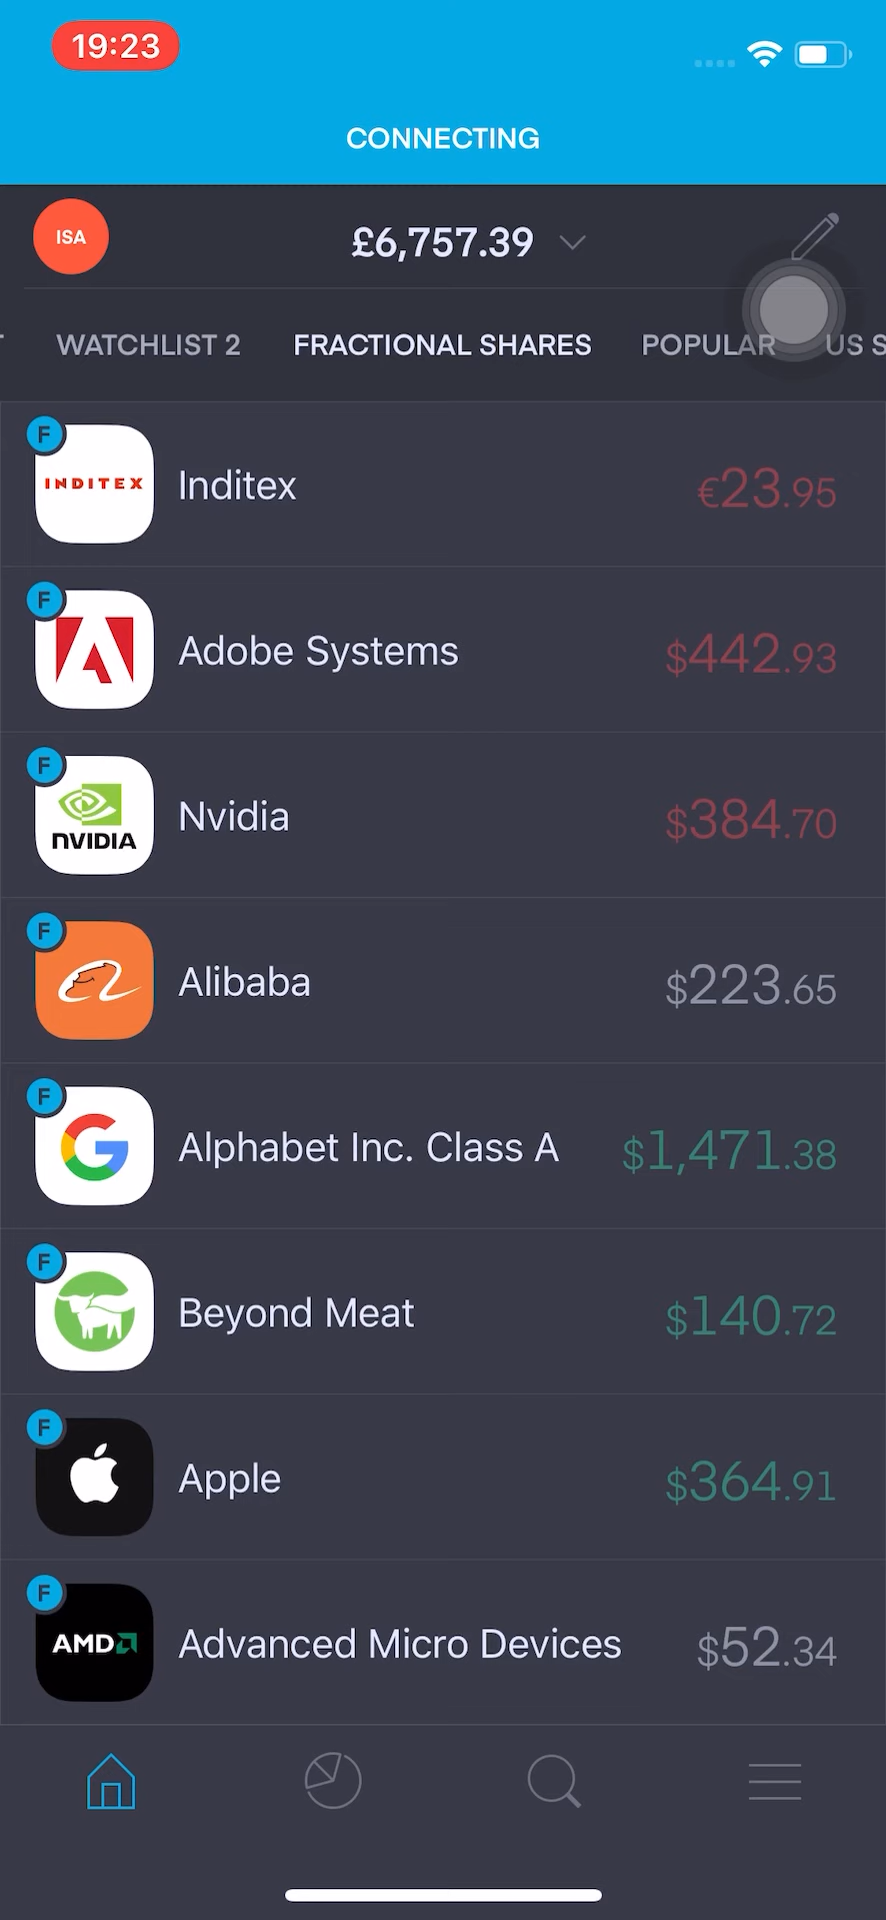 19:23
CONNECTING
ISA
£6,757.39
WATCHLIST 2 FRACTIONAL SHARES POPULAR US S
F
INDITEX
Inditex
€23.95
F
Adobe Systems
$442.93
F
NVIDIA
Nvidia
$384.70
F
Alibaba
$223.65
F
G
Alphabet Inc. Class A
$1,471.38
F
Beyond Meat
$140.72
F
Apple
$364.91
F
AMD
Advanced Micro Devices
$52.34